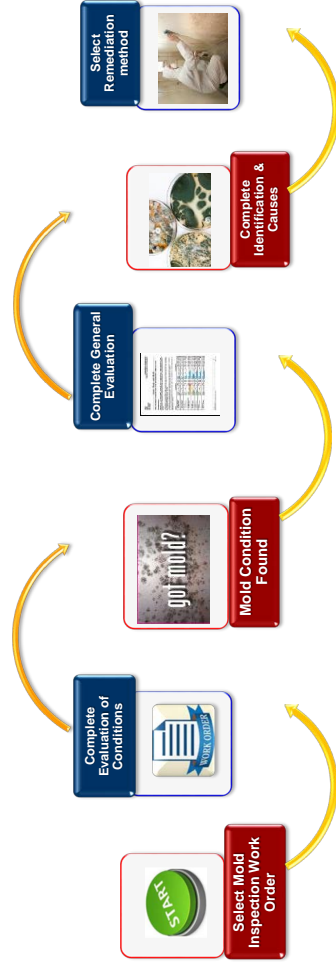 START
Select Mold
Inspection Work
Order
Complete
Evaluation of
Conditions
WORK ORDER
got mold?
Mold Condition
Found
Complete General
Evaluation
Complete
Identification &
Causes
Select
Remediation
method